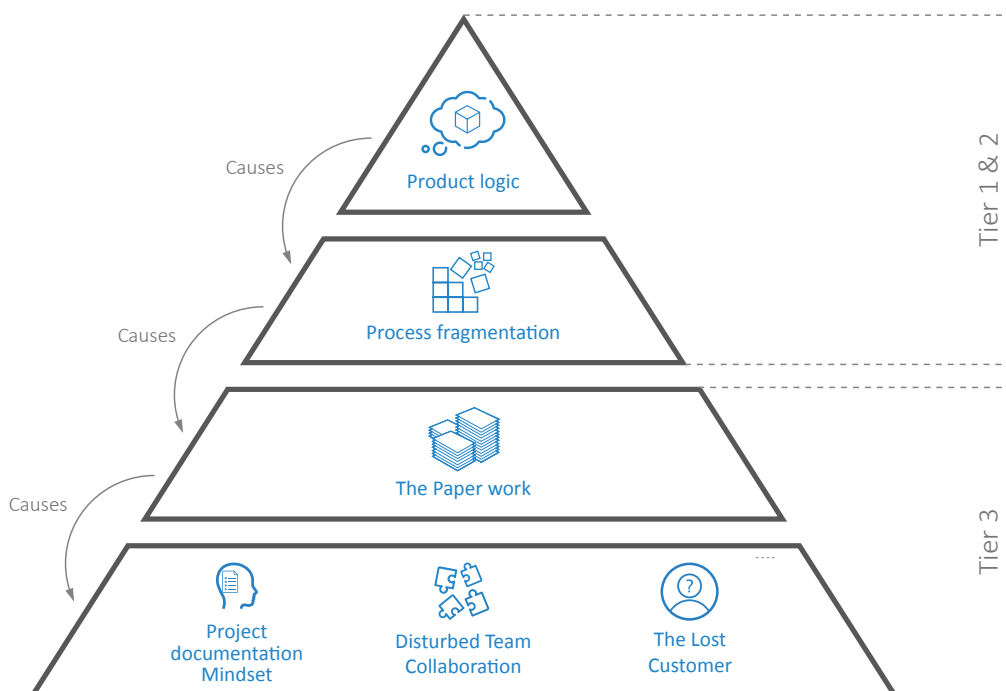 Causes
Product logic
Tier 1 & 2
Causes
Process fragmentation
Causes
The Paper work
Tier 3
Project
documentation
Mindset
Disturbed Team
Collaboration
The Lost
Customer
?
....